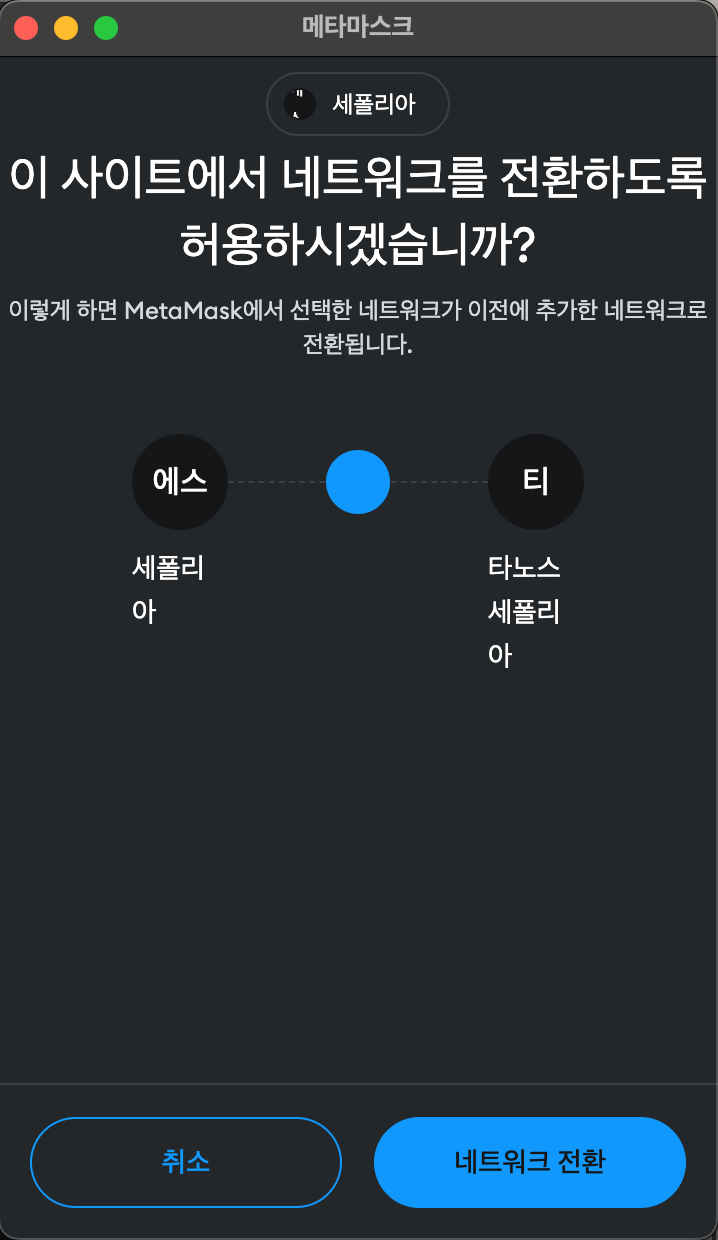 메타마스크
세폴리아
이 사이트에서 네트워크를 전환하도록
허용하시겠습니까?
이렇게 하면 MetaMask에서 선택한 네트워크가 이전에 추가한 네트워크로
전환됩니다.
에스
티
세폴리
아
타노스
세폴리
아
취소
네트워크 전환